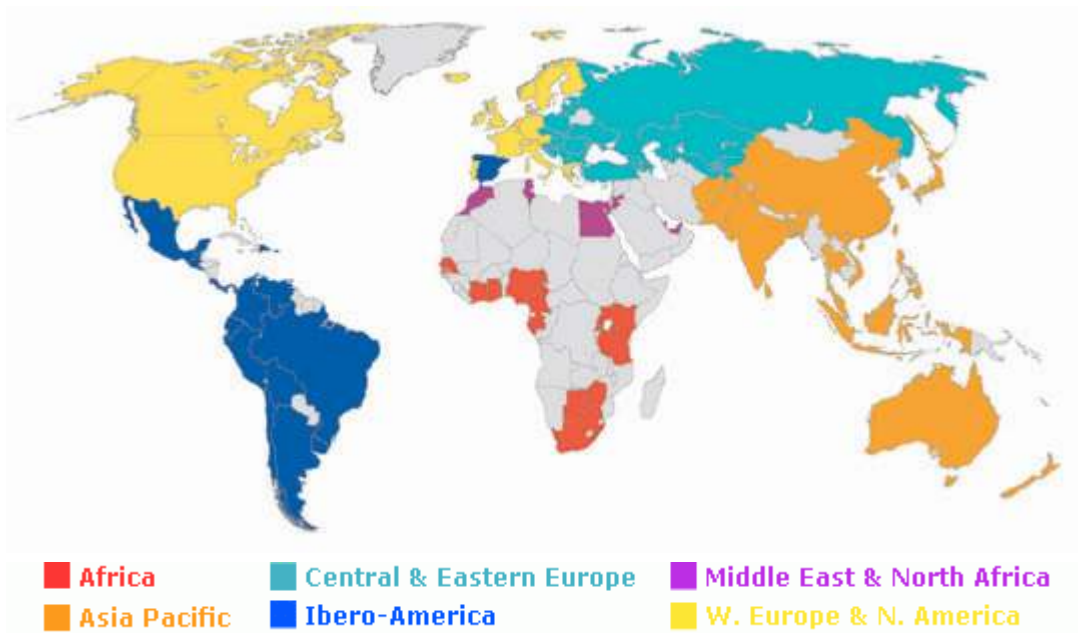 Africa
Central & Eastern Europe
Middle East & North Africa
Asia Pacific
Ibero-America
W. Europe & N. America